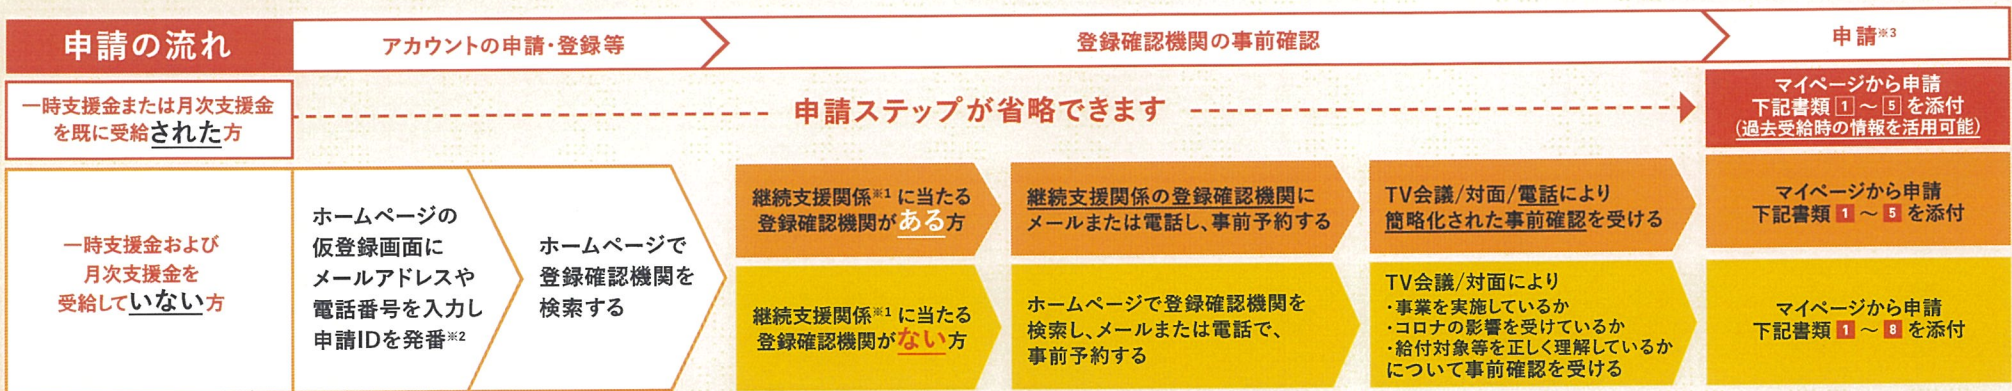 申請の流れ
アカウントの申請・登録等
登録確認機関の事前確認
申請※3
一時支援金または月次支援金
を既に受給された方
申請ステップが省略できます
マイページから申請
下記書類1～5を添付
(過去受給時の情報を活用可能)
一時支援金および
月次支援金を
受給していない方
ホームページの
仮登録画面に
メールアドレスや
電話番号を入力し
申請IDを発番※2
ホームページで
登録確認機関を
検索する
継続支援関係※1に当たる
登録確認機関がある方
継続支援関係の登録確認機関に
メールまたは電話し、事前予約する
TV会議/対面/電話により
簡略化された事前確認を受ける
マイページから申請
下記書類1～5を添付
継続支援関係※1に当たる
登録確認機関がない方
ホームページで登録確認機関を
検索し、メールまたは電話で、
事前予約する
TV会議/対面により
・事業を実施しているか
・コロナの影響を受けているか
・給付対象等を正しく理解しているか
について事前確認を受ける
マイページから申請
下記書類1～8を添付